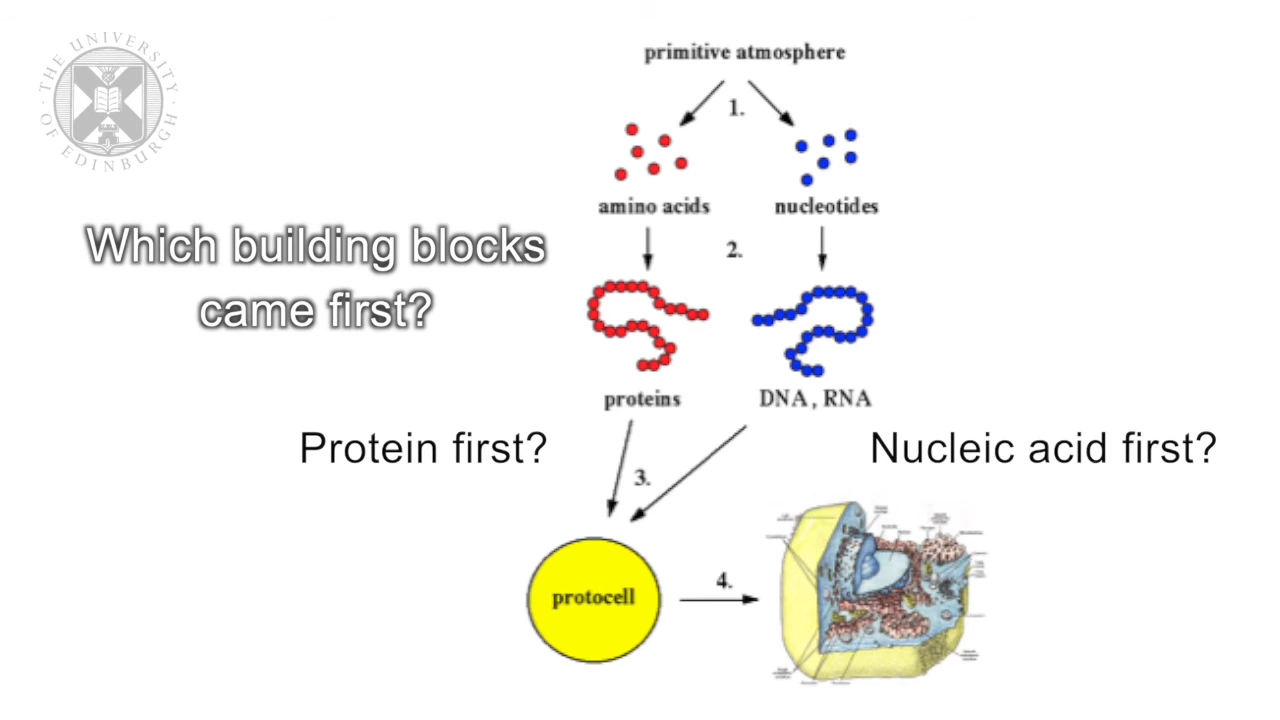 THE UNIVERSITY OF EDINBURGH
primitive atmosphere
1.
amino acids
nucleotides
Which building blocks
came first?
2.
proteins
DNA, RNA
Protein first?
Nucleic acid first?
3.
protocell
4.